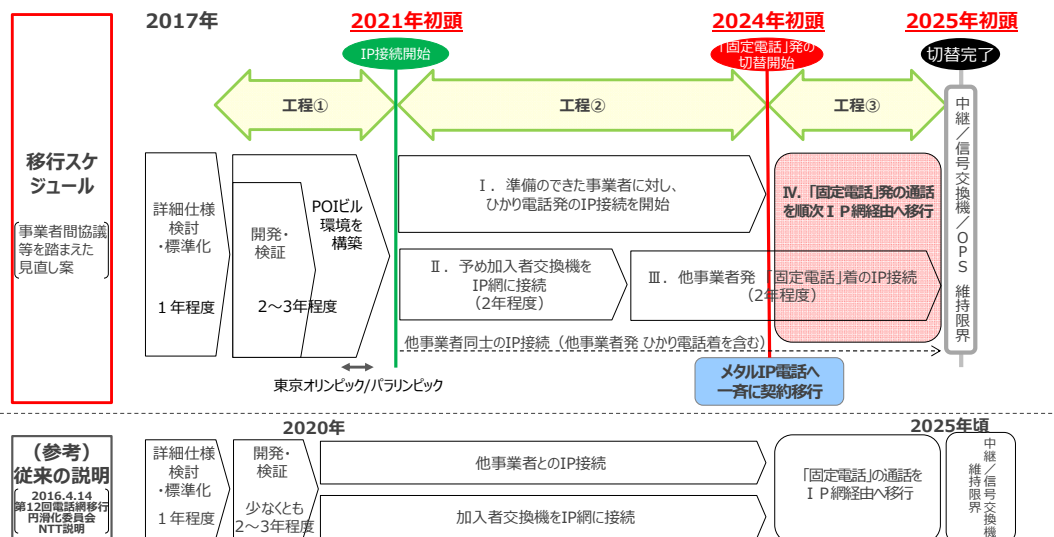 2017年
2021年初頭
2024年初頭
2025年初頭
IP接続開始
「固定電話」発の
切替開始
切替完了
工程①
工程②
工程③
移行スケ
ジュール
事業者間協議
等を踏まえた
見直し案
詳細仕様
検討
・標準化
1年程度
開発・
検証
2～3年程度
POIビル
環境を
構築
Ⅰ．準備のできた事業者に対し、
ひかり電話発のIP接続を開始
Ⅱ．予め加入者交換機を
IP網に接続
（2年程度）
Ⅲ．他事業者発「固定電話」着のIP接続
（2年程度）
Ⅳ.「固定電話」発の通話
を順次ＩＰ網経由へ移行
中継／信号交換機／OPS 維持限界
他事業者同士のIP接続（他事業者発 ひかり電話着を含む）
東京オリンピック/パラリンピック
メタルIP電話へ
一斉に契約移行
2020年
2025年頃
（参考）
従来の説明
2016.4.14
第12回電話網移行
円滑化委員会
NTT説明
詳細仕様
検討
・標準化
1年程度
開発・
検証
少なくとも
2～3年程度
他事業者とのIP接続
加入者交換機をIP網に接続
「固定電話」の通話を
ＩＰ網経由へ移行
中継／信号交換機
維持限界